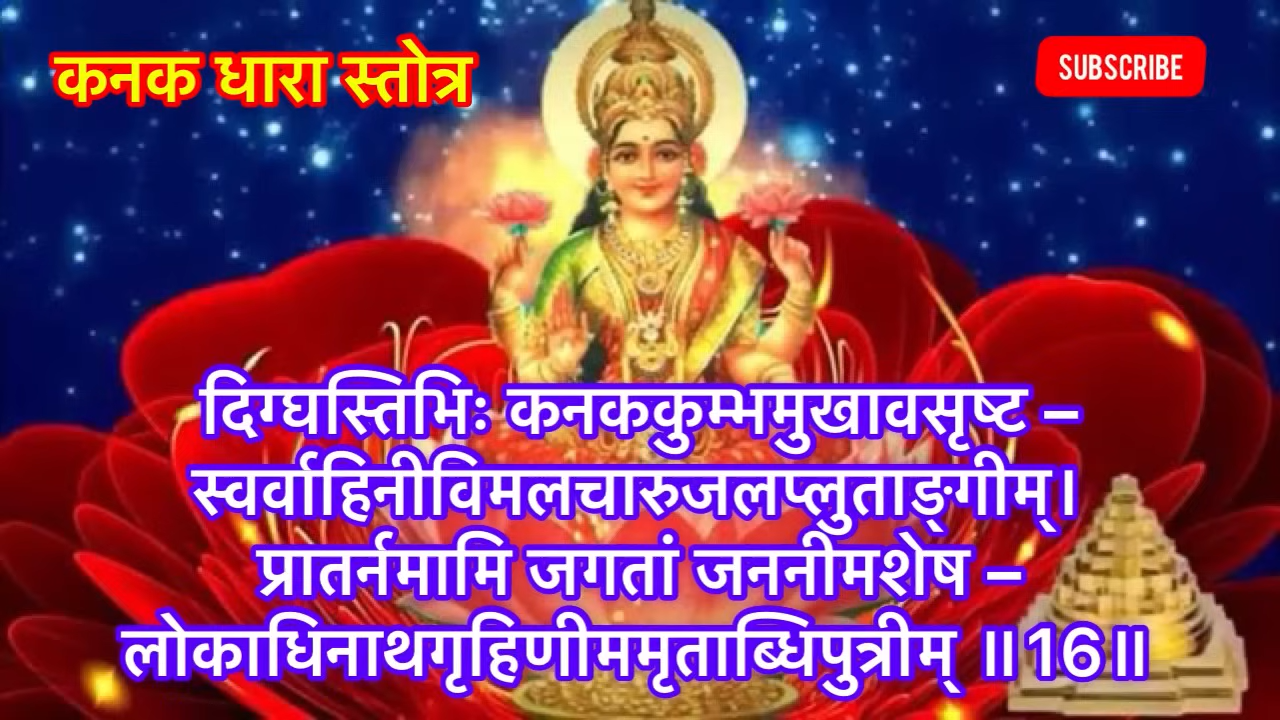 कनक धारा स्तोत्र
SUBSCRIBE
दिग्घस्तिभिः कनककुम्भमुखावसृष्ट –
स्वर्वाहिनीविमलचारुजलप्लुताङ्गीम्।
प्रातर्नमामि जगतां जननीमशेष –
लोकाधिनाथगृहिणीममृताब्धिपुत्रीम् ॥16॥